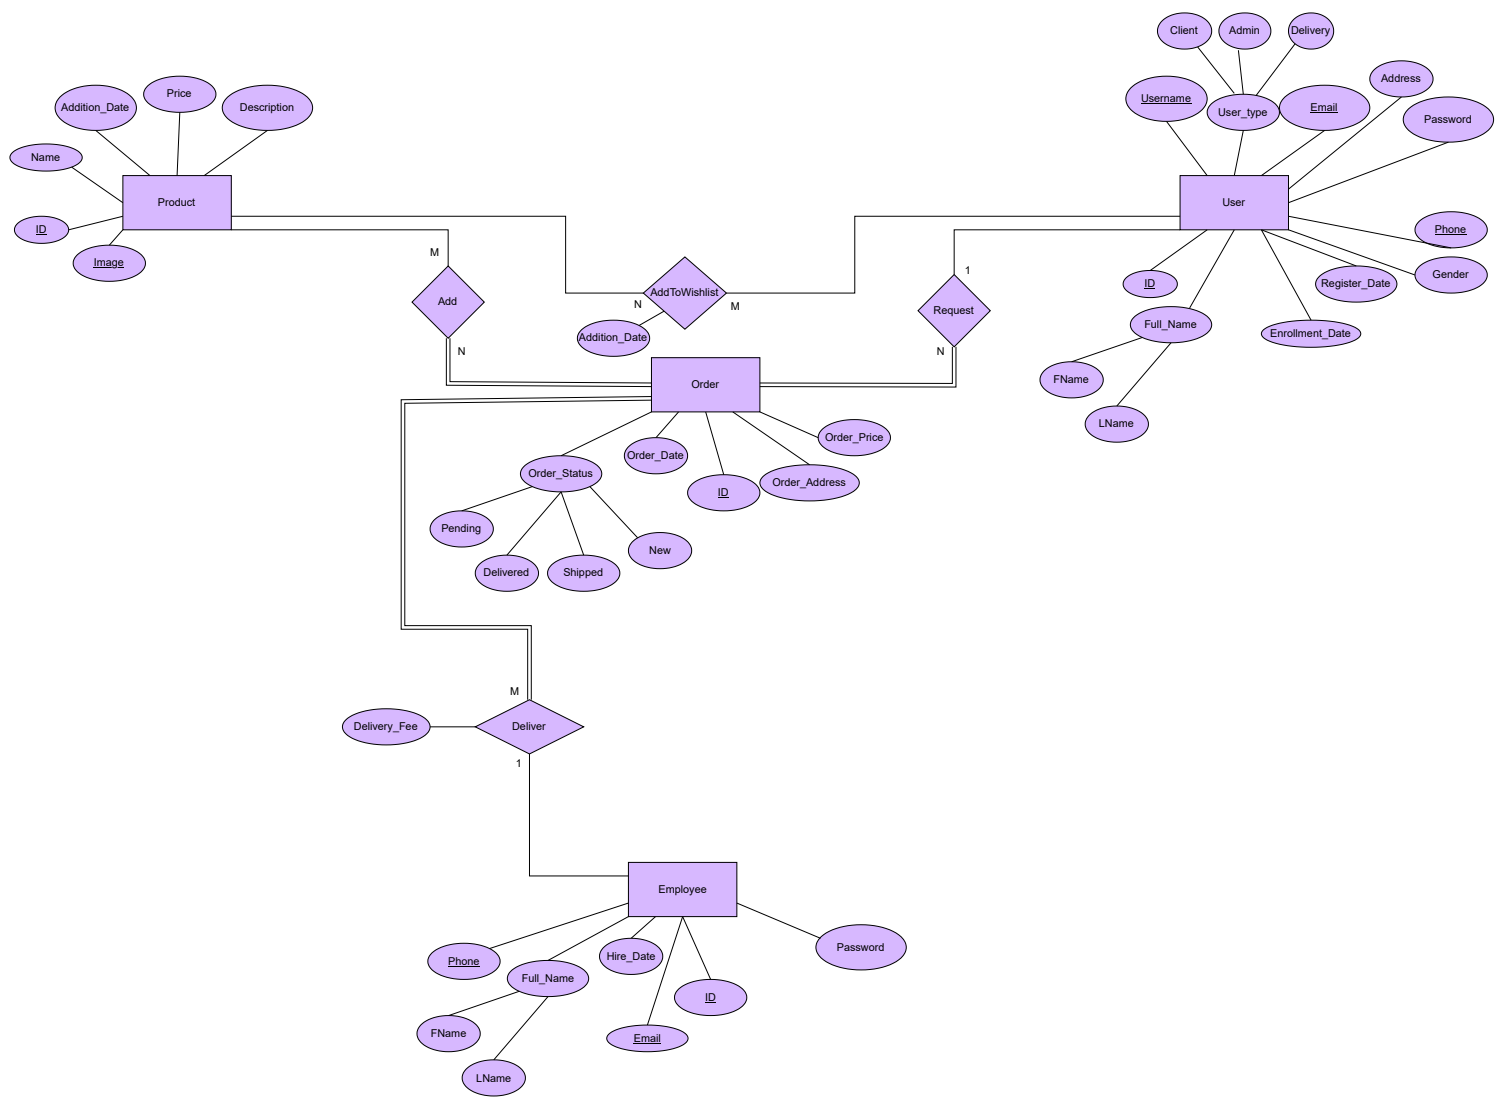 Client
Admin
Delivery
Address
Price
Addition_Date
Description
Username
User_type
Email
Password
Name
Product
User
ID
Image
Phone
Gender
Register_Date
ID
Full_Name
Enrollment_Date
FName
LName
M
Add
N
AddToWishlist
N
M
Addition_Date
1
Request
N
Order
Order_Price
Order_Date
Order_Status
ID
Order_Address
Pending
New
Delivered
Shipped
M
Delivery_Fee
Deliver
1
Employee
Password
Hire_Date
Phone
Full_Name
ID
FName
Email
LName